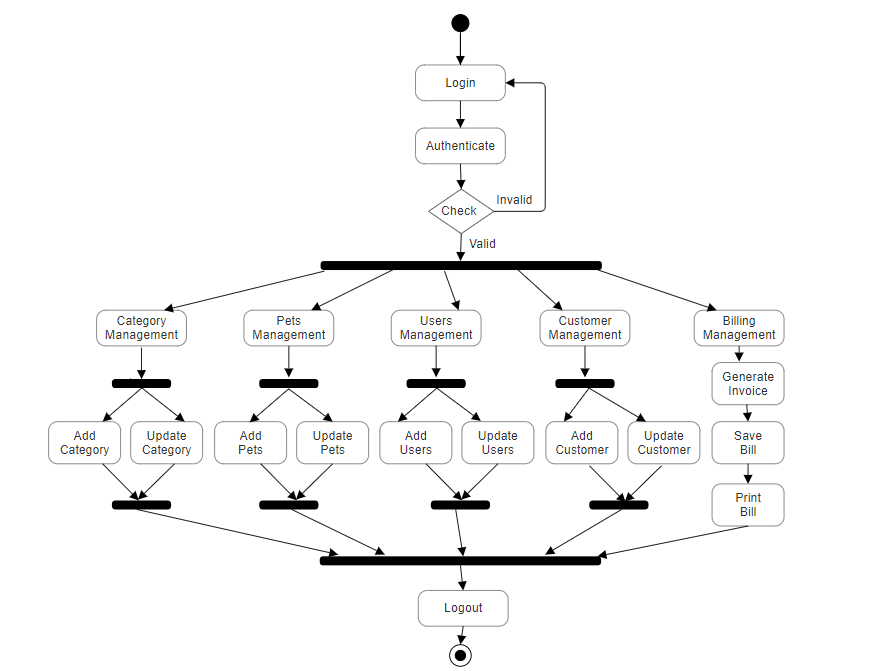 Login
Authenticate
Check
Invalid
Valid
Category
Management
Pets
Management
Users
Management
Customer
Management
Billing
Management
Generate
Invoice
Add
Category
Update
Category
Add
Pets
Update
Pets
Add
Users
Update
Users
Add
Customer
Update
Customer
Save
Bill
Print
Bill
Logout